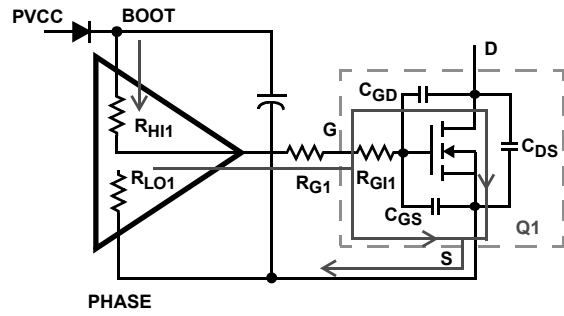 PVCC
BOOT
D
CGD
RHI1
G
CDS
RLO1
RG1
RGI1
CGS
Q1
S
PHASE